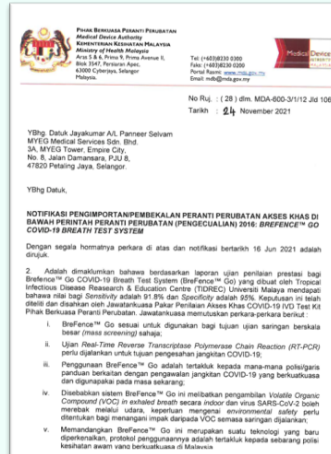 PIHAK BERKUASA PERANTI PERUBATAN
Medical Device Authority
KEMENTERIAN KESIHATAN MALAYSIA
Ministry of Health Malaysia
Aras 5 & 6, Prima 9, Prima Avenue II,
Blok 3547, Persiaran Apec,
63000 Cyberjaya, Selangor
Malaysia.
Tel: (+603)8230 0300
Faks: (+603)8230 0200
Portal Rasmi: www.mda.gov.my
Email: mdb@mda.gov.my
Medical Device
No Ruj. : ( 28 ) dlm. MDA-600-3/1/12 Jld 106
Tarikh : 24 November 2021
YBhg Datuk Jayakumar A/L Panneer Selvam
MYEG Medical Services Sdn. Bhd.
3A, MYEG Tower, Empire City,
No. 8, Jalan Damansara, PJU 8,
47820 Petaling Jaya, Selangor.
YBhg Datuk,
NOTIFIKASI PENGIMPORTAN/PEMBEKALAN PERANTI PERUBATAN AKSES KHAS DI
BAWAH PERINTAH PERANTI PERUBATAN (PENGECUALIAN) 2016: BREFENCE™ GO
COVID-19 BREATH TEST SYSTEM
Dengan segala hormatnya perkara di atas dan notifikasi bertarikh 16 Jun 2021 adalah
dirujuk.
2. Adalah dimaklumkan bahawa berdasarkan laporan ujian penilaian prestasi bagi
Brefence™ Go COVID-19 Breath Test System (BreFence™ Go) yang dibuat oleh Tropical
Infectious Disease Reasearch & Education Centre (TIDREC) Universiti Malaya mendapati
bahawa nilai bagi Sensitivity adalah 91.8% dan Specificity adalah 95%. Keputusan ini telah
diteliti dan disahkan oleh Jawatankuasa Pakar Penilaian Akses Khas COVID-19 IVD Test Kit
Pihak Berkuasa Peranti Perubatan. Jawatankuasa memutuskan perkara-perkara berikut :
i. BreFence™ Go sesuai untuk digunakan bagi tujuan ujian saringan berskala
besar (mass screening) sahaja;
ii. Ujian Real-Time Reverse Transcriptase Polymerase Chain Reaction (RT-PCR)
perlu dijalankan untuk tujuan pengesahan jangkitan COVID-19;
iii. Penggunaan BreFence™ Go adalah tertakluk kepada mana-mana polisi/garis
panduan berkaitan dengan pengawalan jangkitan COVID-19 yang berkuatkuasa
dan digunapakai pada masa sekarang;
iv. Disebabkan sistem BreFence™ Go ini melibatkan pengambilan Volatile Organic
Compound (VOC) in exhaled breath secara indoor dan virus SARS-COV-2 boleh
merebak melalui udara, keperluan mengenai environmental safety perlu
dititikberatkan bagi menangani impak daripada VOC semasa saringan dijalankan;
v. Memandangkan BreFence™ Go ini merupakan suatu teknologi yang baru
diperkenalkan, protokol penggunaannya adalah tertakluk kepada sebarang polisi
kesihatan awam yang berkuatkuasa di Malaysia